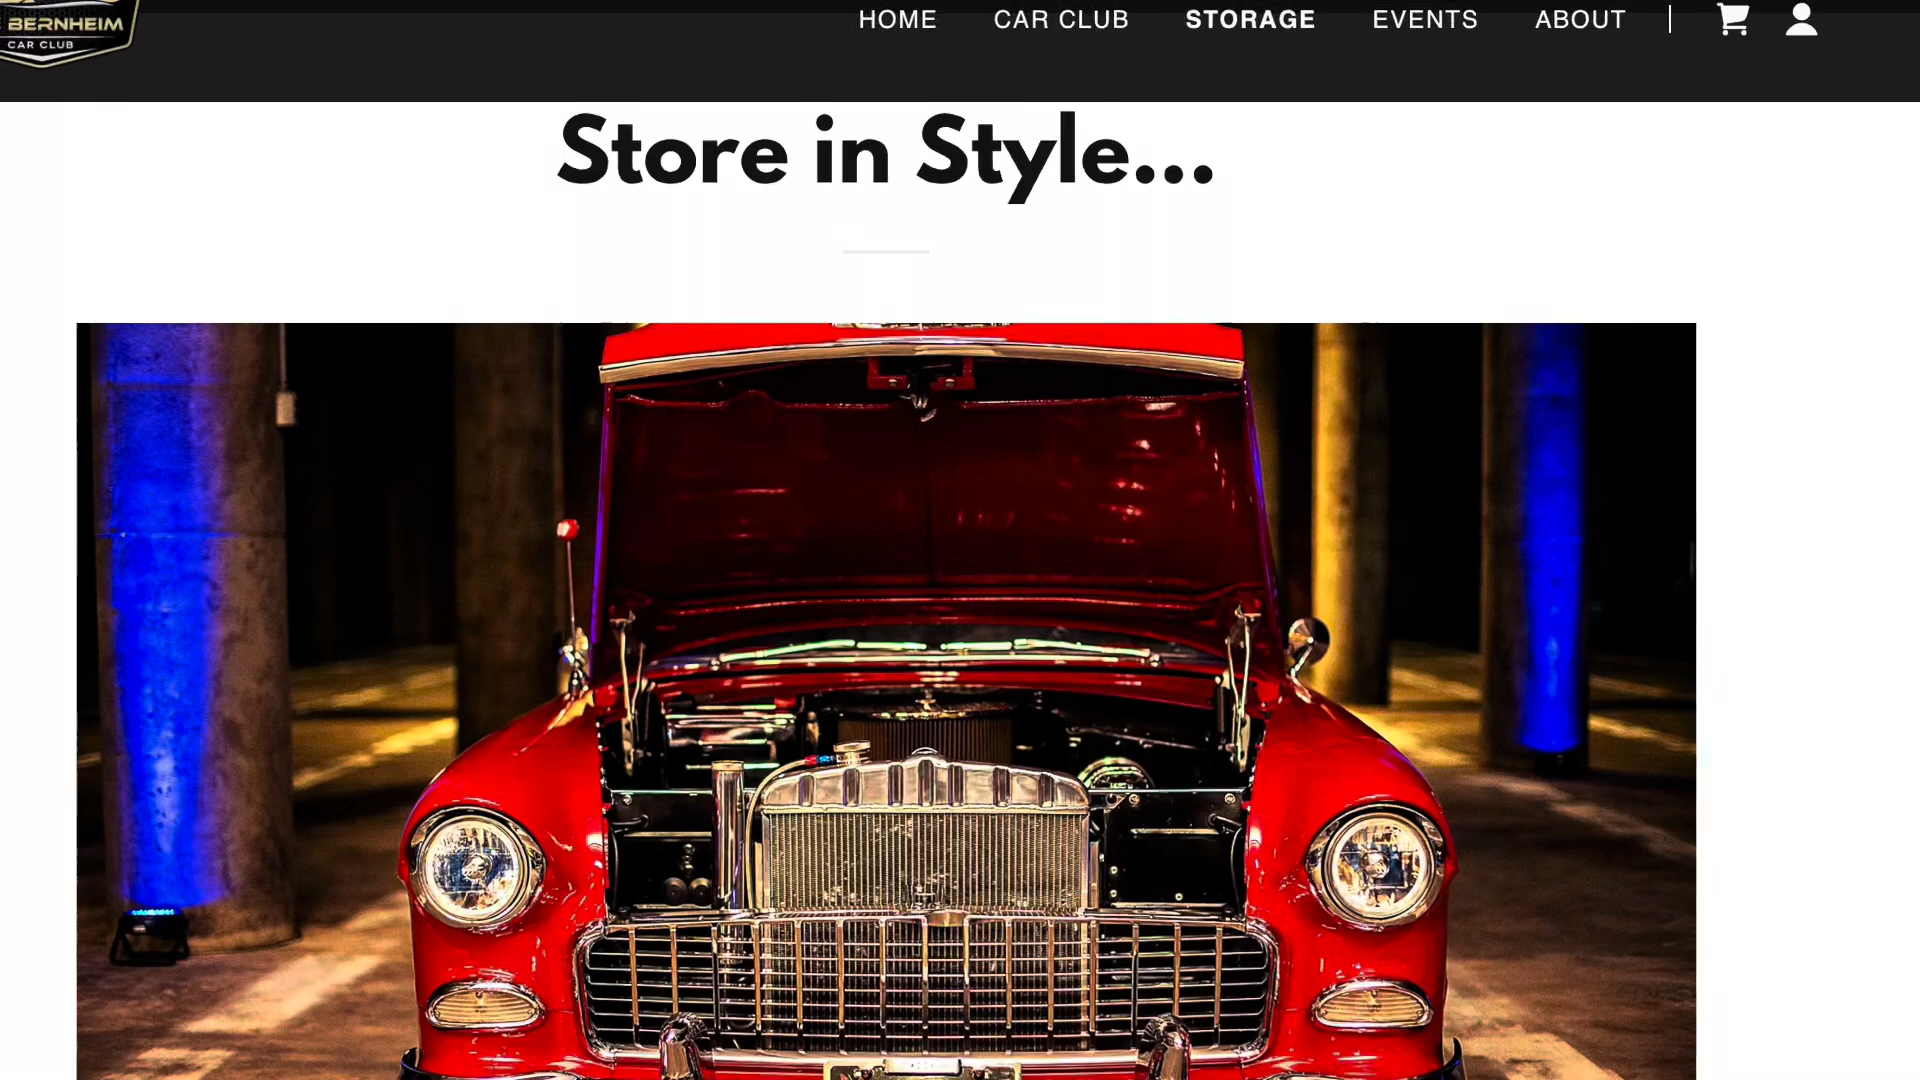 BERNHEIM
CAR CLUB
HOME
CAR CLUB
STORAGE
EVENTS
ABOUT
Store in Style...